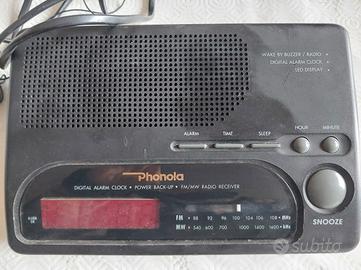 WAKE BY BUZZER / RADIO
DIGITAL ALARM CLOCK
LED DISPLAY
ALARM TIME SLEEP HOUR MINUTE
Phonola
DIGITAL ALARM CLOCK • POWER BACK-UP • FM/MW RADIO RECEIVER
SNOOZE
FM 88 92 96 100 104 108 MHz
MW 540 600 800 1000 1400 1600 kHz
subito